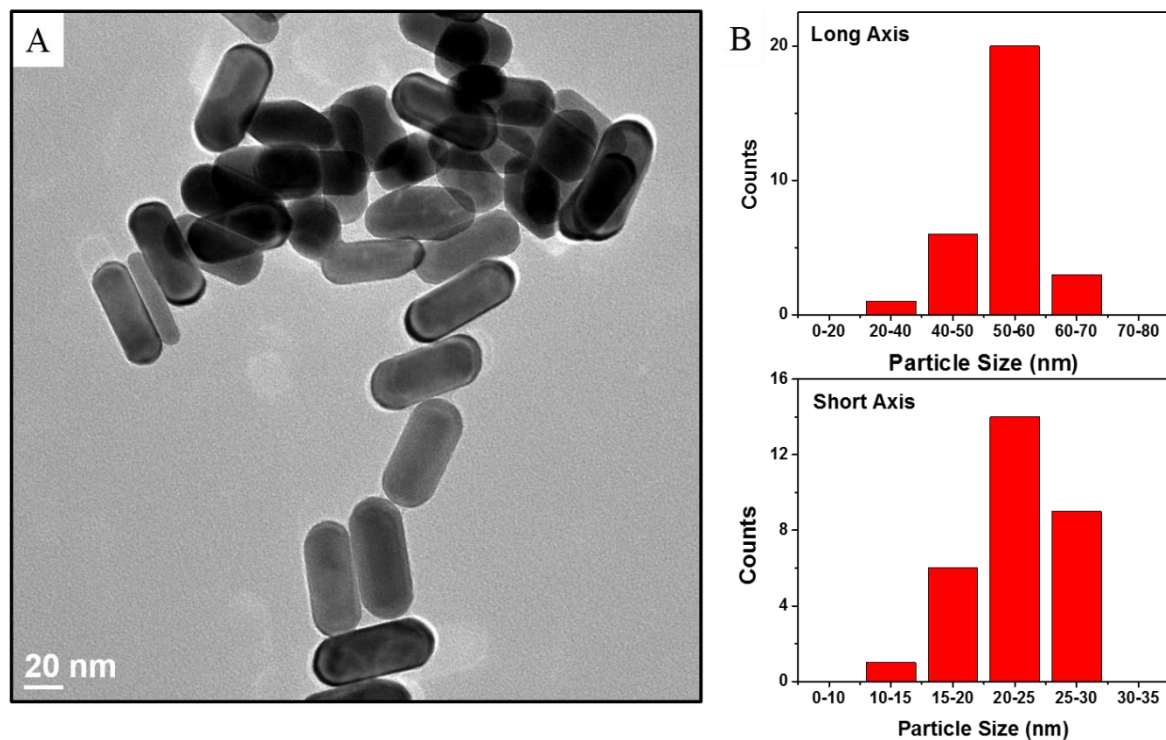 A
20 nm
B
Long Axis
20
10
0
Counts
0-20 20-40 40-50 50-60 60-70 70-80
Particle Size (nm)
Short Axis
16
12
8
4
0
Counts
0-10 10-15 15-20 20-25 25-30 30-35
Particle Size (nm)